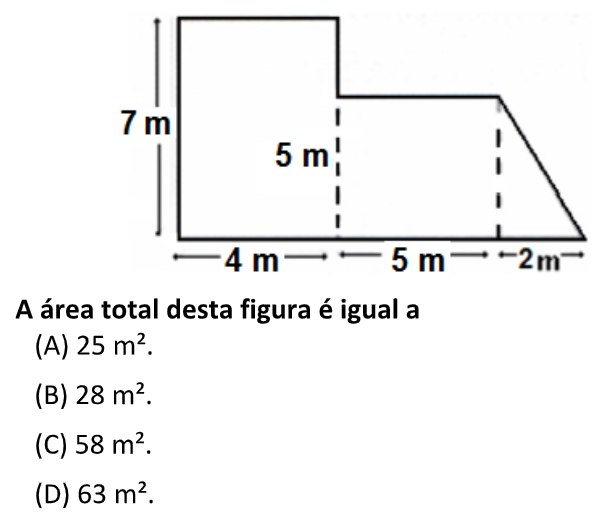 7 m
5 m
4 m 5 m 2m
A área total desta figura é igual a
(A) 25 m².
(B) 28 m².
(C) 58 m².
(D) 63 m².